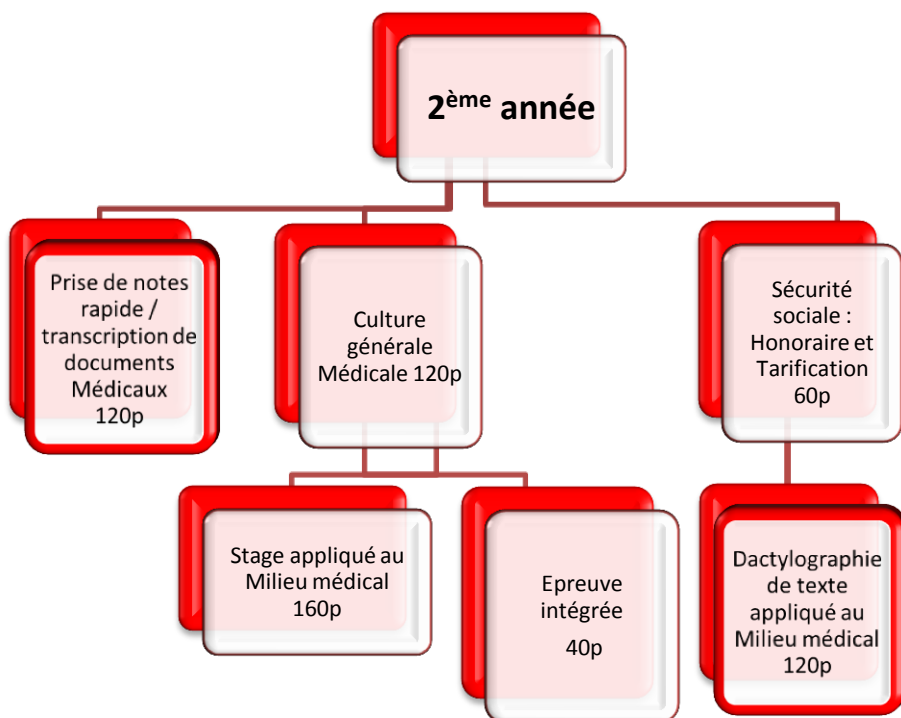 2ème année
Prise de notes
rapide /
transcription de
documents
Médicaux
120p
Culture
générale
Médicale 120p
Sécurité
sociale :
Honoraire et
Tarification
60p
Stage appliqué au
Milieu médical
160p
Epreuve
intégrée
40p
Dactylographie
de texte
appliqué au
Milieu médical
120p